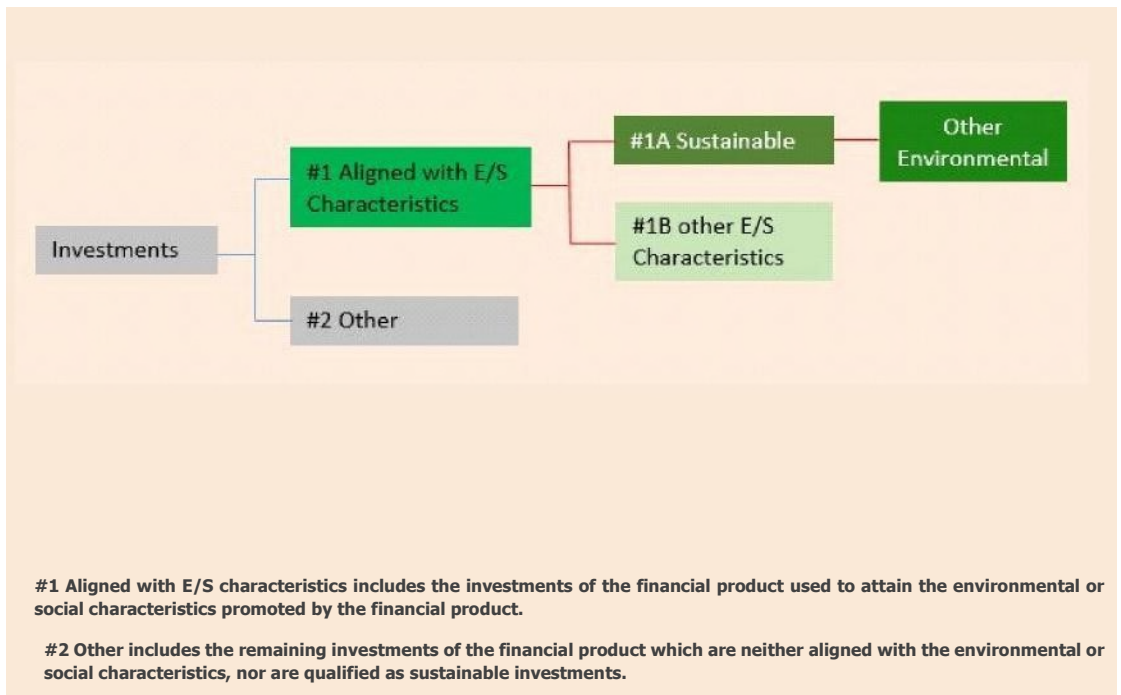 Investments
#1 Aligned with E/S
Characteristics
#2 Other
#1A Sustainable
#1B other E/S
Characteristics
Other
Environmental
#1 Aligned with E/S characteristics includes the investments of the financial product used to attain the environmental or
social characteristics promoted by the financial product.
#2 Other includes the remaining investments of the financial product which are neither aligned with the environmental or
social characteristics, nor are qualified as sustainable investments.